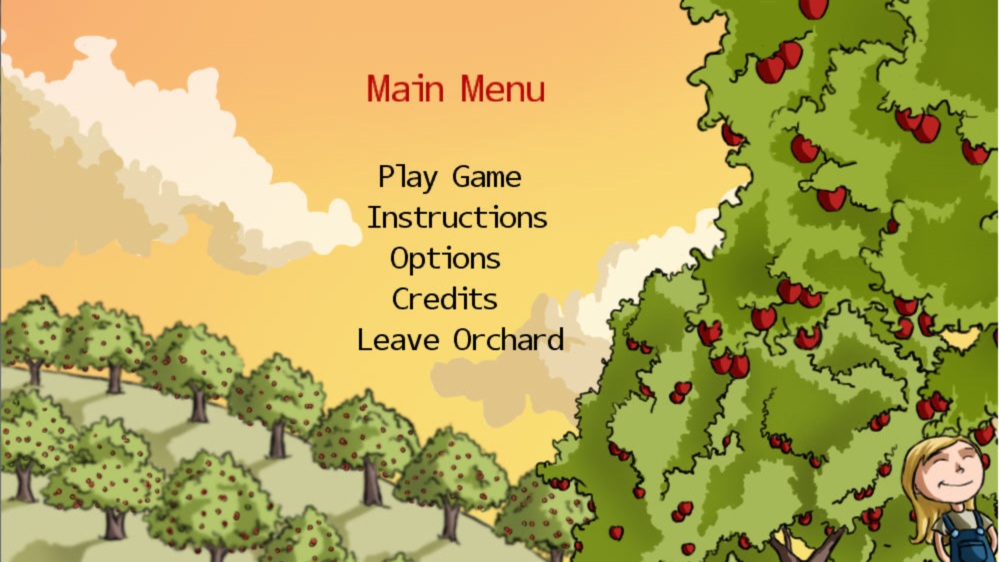 Main Menu
Play Game
Instructions
Options
Credits
Leave Orchard